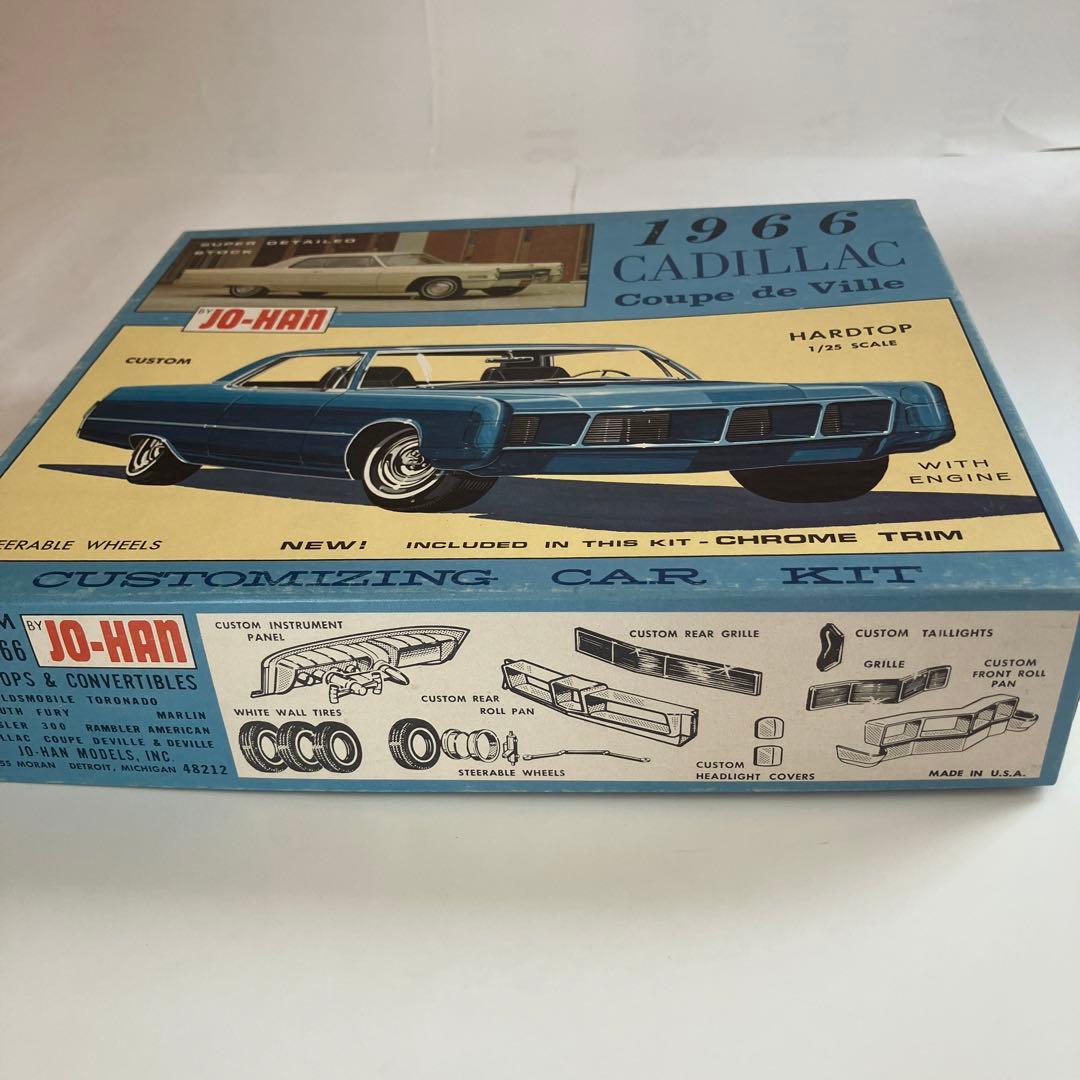 SUPER DETAILED
STOCK
1966
CADILLAC
Coupe de Ville
BY JO-HAN
CUSTOM
HARDTOP
1/25 SCALE
WITH
ENGINE
EERABLE WHEELS
NEW! INCLUDED IN THIS KIT - CHROME TRIM
CUSTOMIZING CAR KIT
M
66
BY JO-HAN
OPS & CONVERTIBLES
LDSMOBILE TORONADO
UTH FURY MARLIN
SLER 300 RAMBLER AMERICAN
LLAC COUPE DEVILLE & DEVILLE
JO-HAN MODELS, INC.
55 MORAN DETROIT, MICHIGAN 48212
CUSTOM INSTRUMENT
PANEL
WHITE WALL TIRES
CUSTOM REAR
ROLL PAN
STEERABLE WHEELS
CUSTOM REAR GRILLE
CUSTOM
HEADLIGHT COVERS
CUSTOM TAILLIGHTS
GRILLE
CUSTOM
FRONT ROLL
PAN
MADE IN U.S.A.